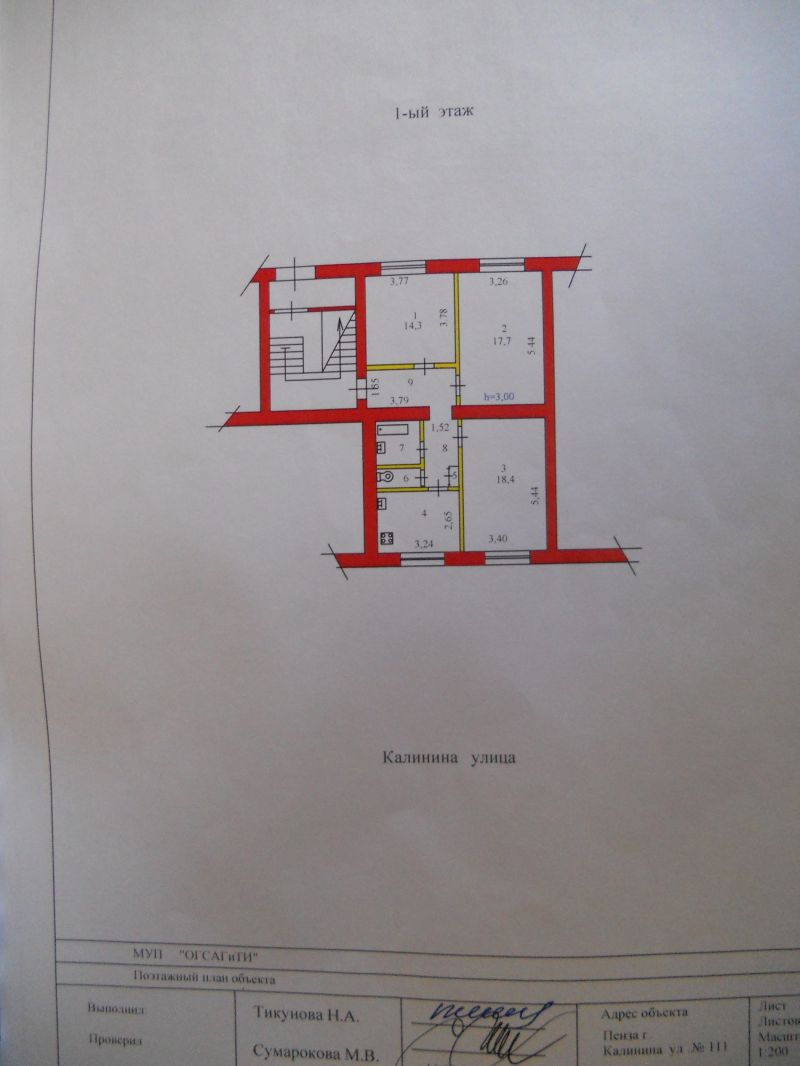 1-ый этаж
3,77
3,26
1
14,3
3,78
2
17,7
5,44
9
1,85
3,79
h=3,00
1,52
7
8
3
18,4
6
5
5,44
4
2,65
3,24
3,40
Калинина улица
МУП "ОГСАГиТИ"
Поэтажный план объекта
Выполнил
Тикунова Н.А.
Адрес объекта
Лист
Листов
Проверил
Сумарокова М.В.
Пенза г
Калинина ул № 111
Масшт
1:200